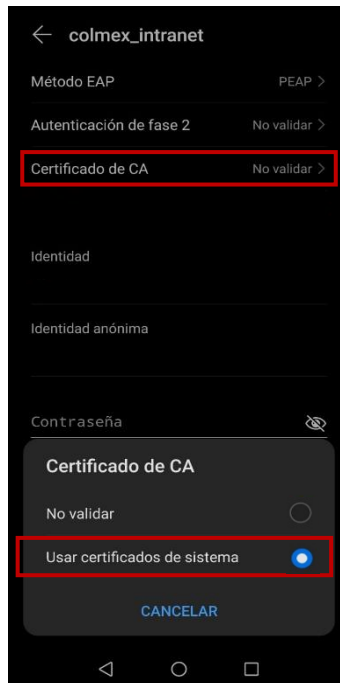 colmex_intranet
Método EAP PEAP >
Autenticación de fase 2 No validar >
Certificado de CA No validar >
Identidad
Identidad anónima
Contraseña
Certificado de CA
No validar
Usar certificados de sistema
CANCELAR